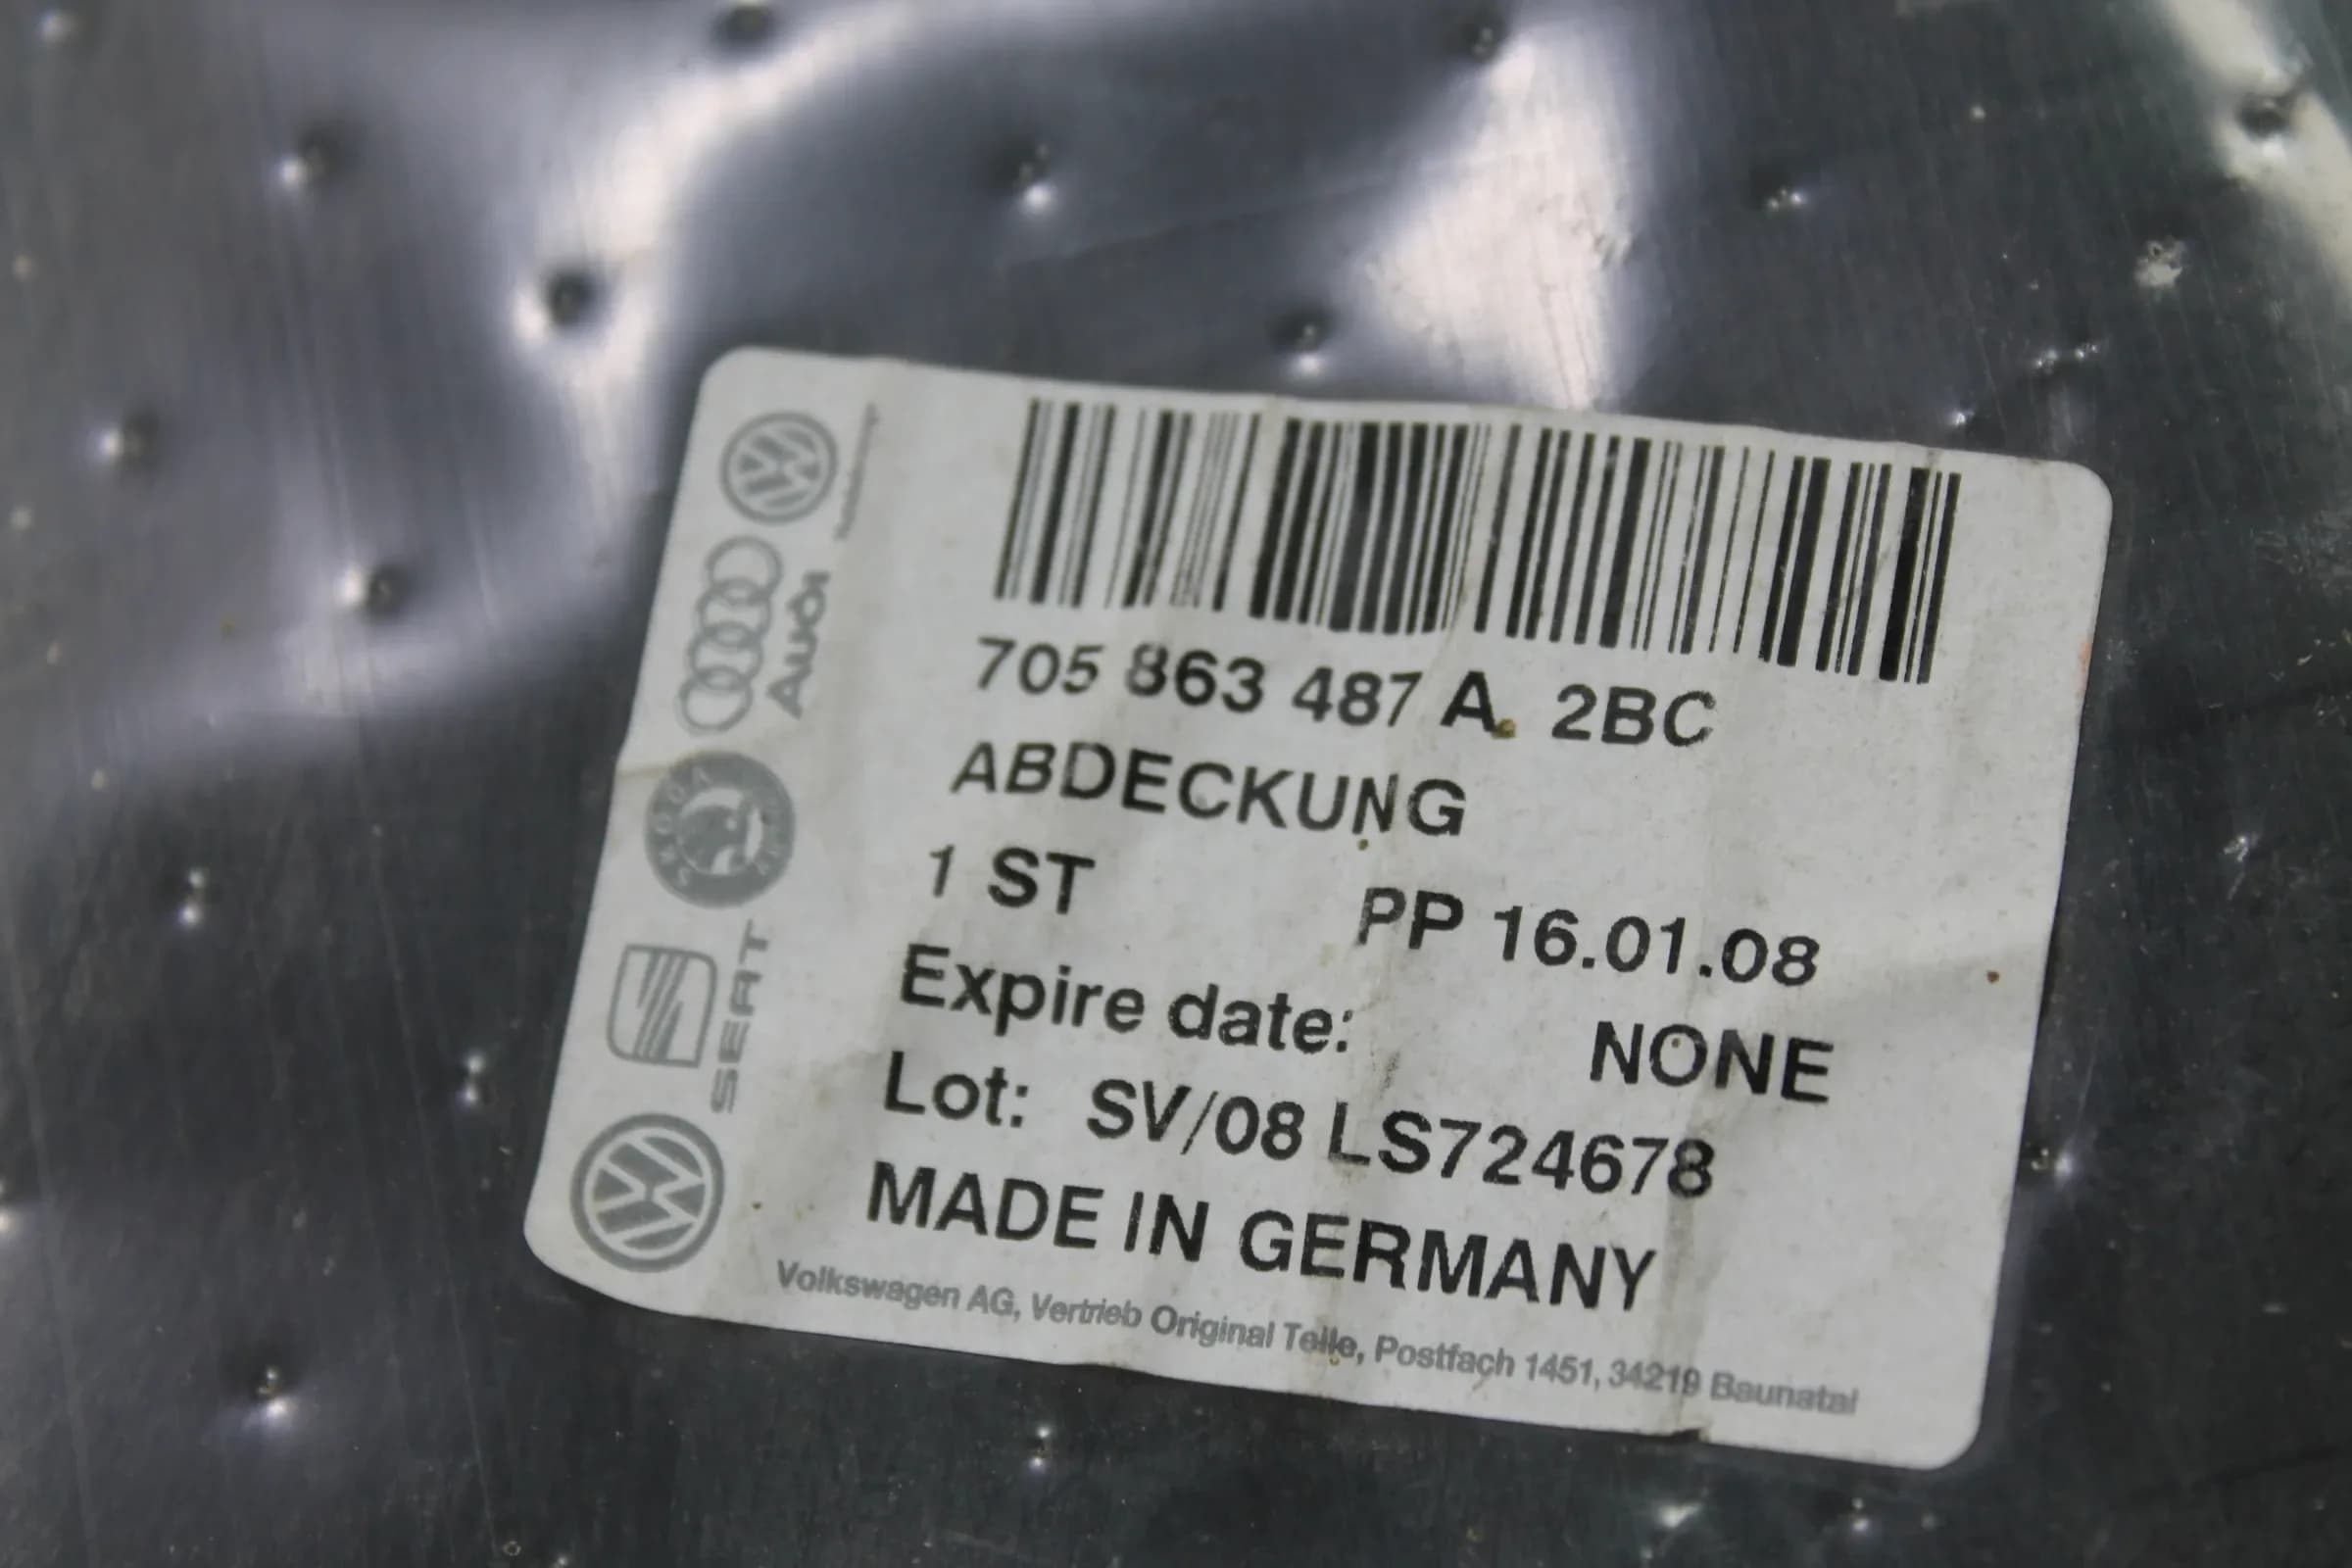 705 863 487 A. 2BC
ABDECKUNG
1 ST PP 16.01.08
Expire date: NONE
Lot: SV/08 LS724678
MADE IN GERMANY
Volkswagen AG, Vertrieb Original Teile, Postfach 1451, 34219 Baunatal
AUDI
SKODA
SEAT